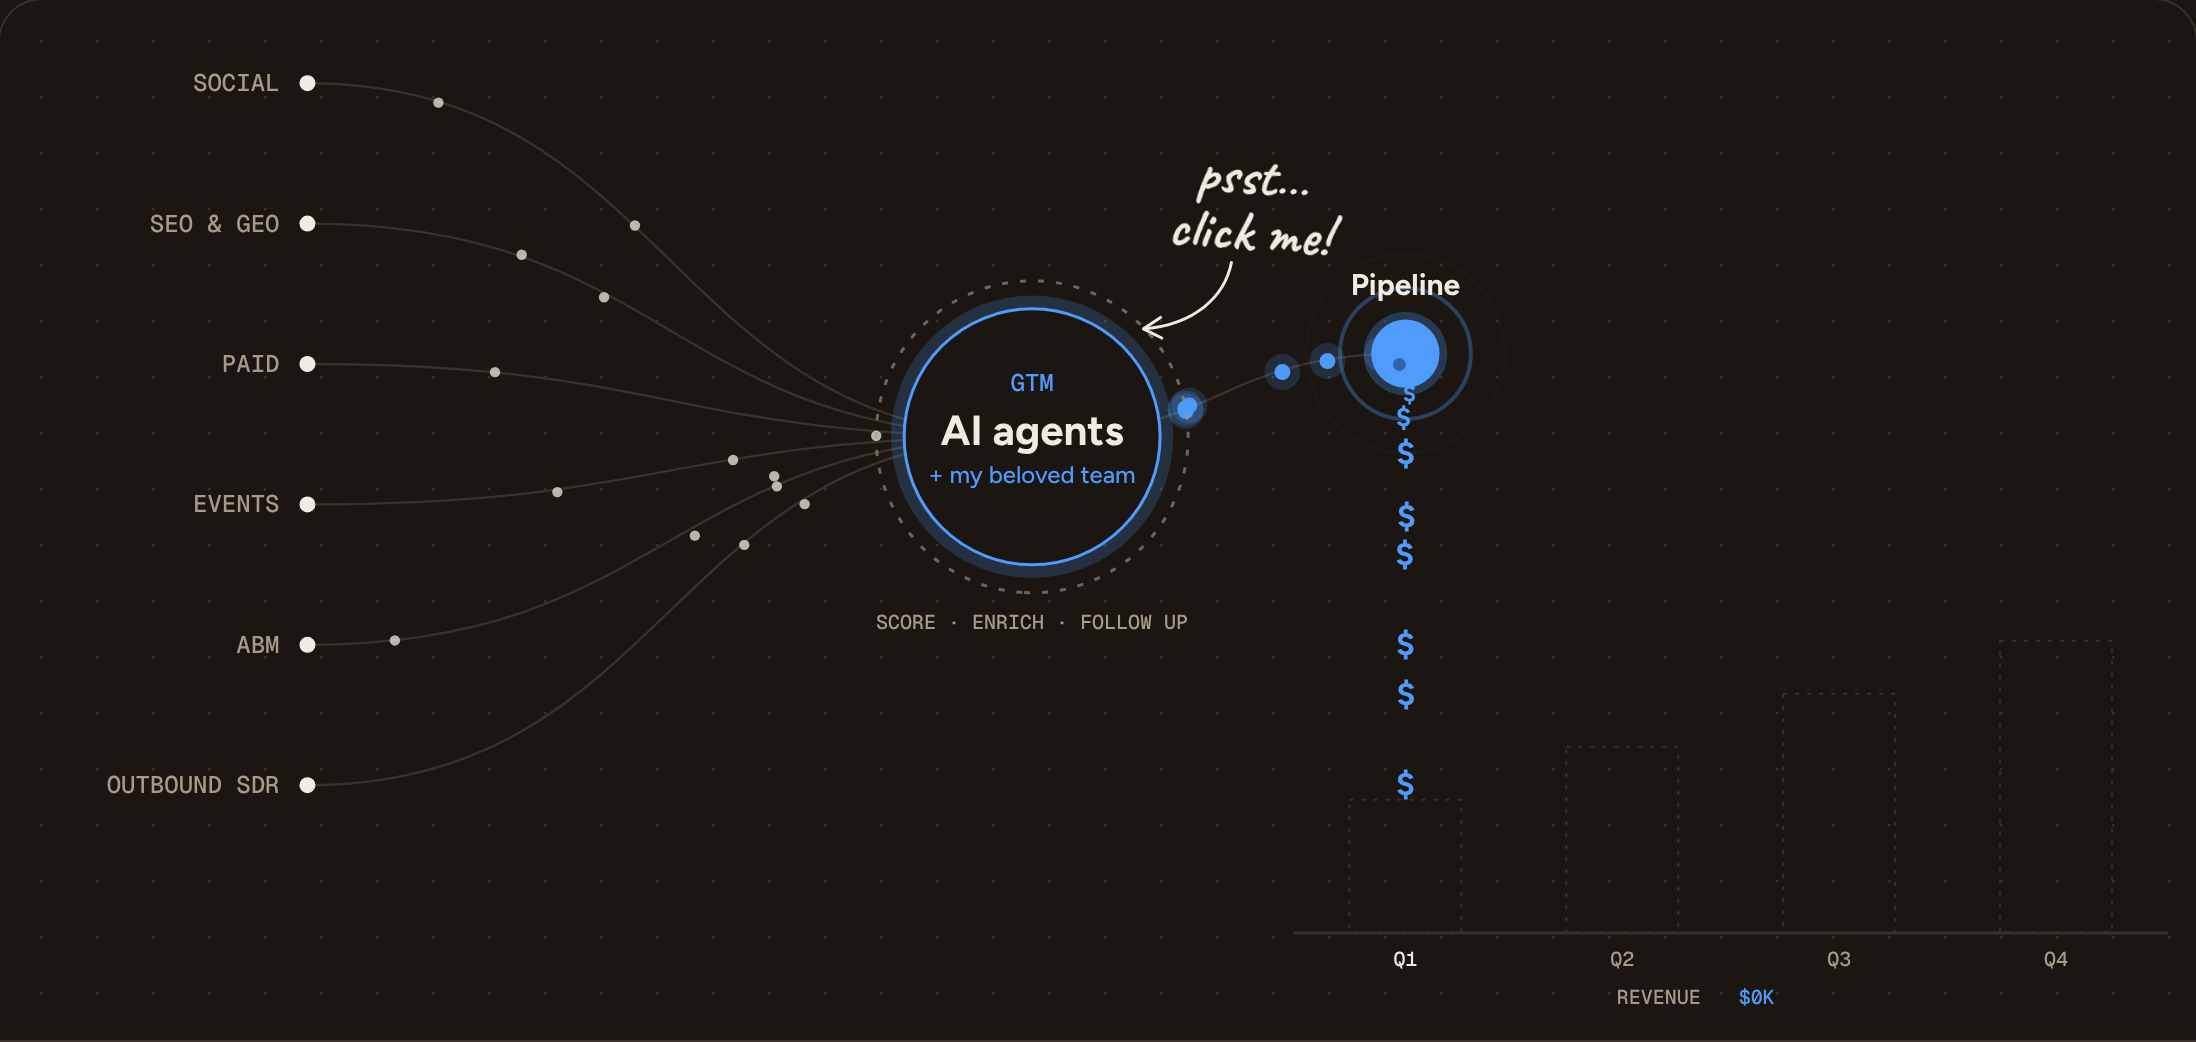 SOCIAL
SEO & GEO
PAID
EVENTS
ABM
OUTBOUND SDR
psst...
click me!
GTM
AI agents
+ my beloved team
SCORE · ENRICH · FOLLOW UP
Pipeline
$
$
$
$
$
$
$
$
Q1 Q2 Q3 Q4
REVENUE $0K